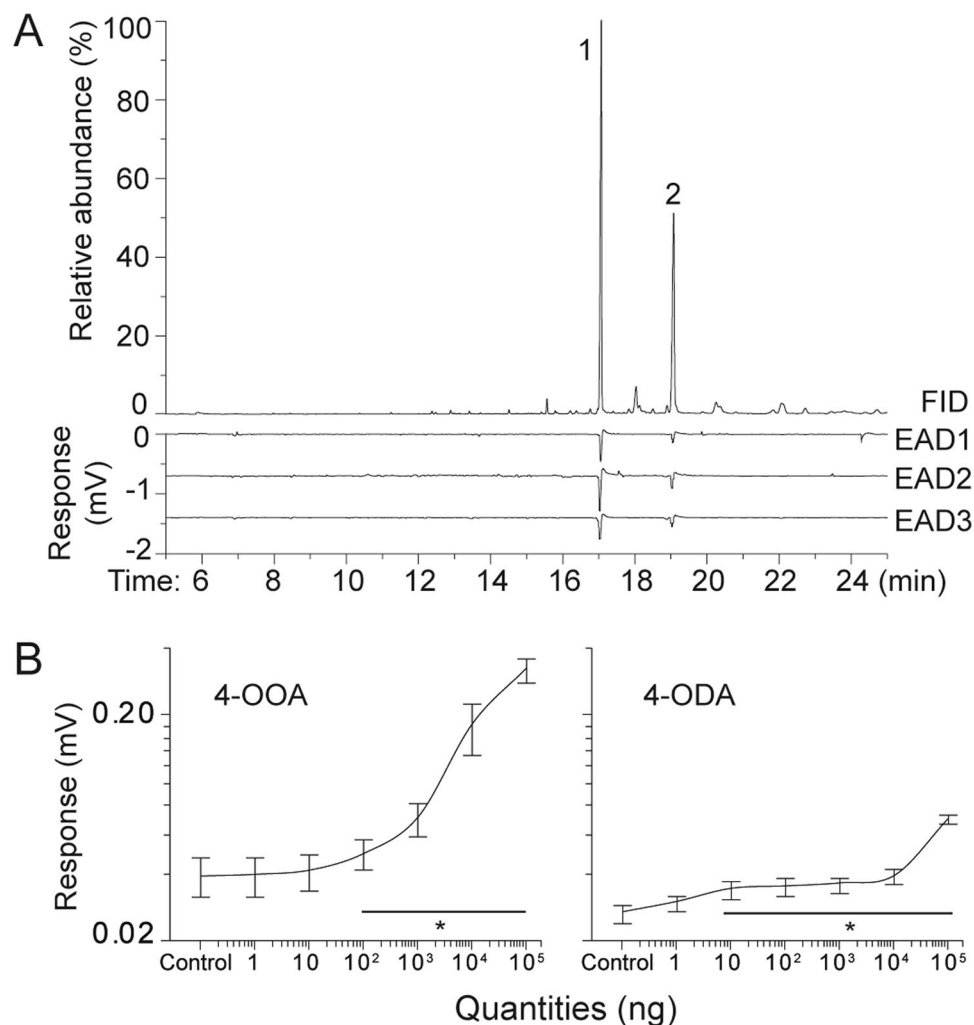 A
Relative abundance (%)
100
80
60
40
20
0
1
2
FID
Response (mV)
0
-1
-2
EAD1
EAD2
EAD3
Time: 6 8 10 12 14 16 18 20 22 24 (min)
B
Response (mV)
0.20
0.02
4-OOA
*
Control 1 10 10² 10³ 10⁴ 10⁵
4-ODA
*
Control 1 10 10² 10³ 10⁴ 10⁵
Quantities (ng)